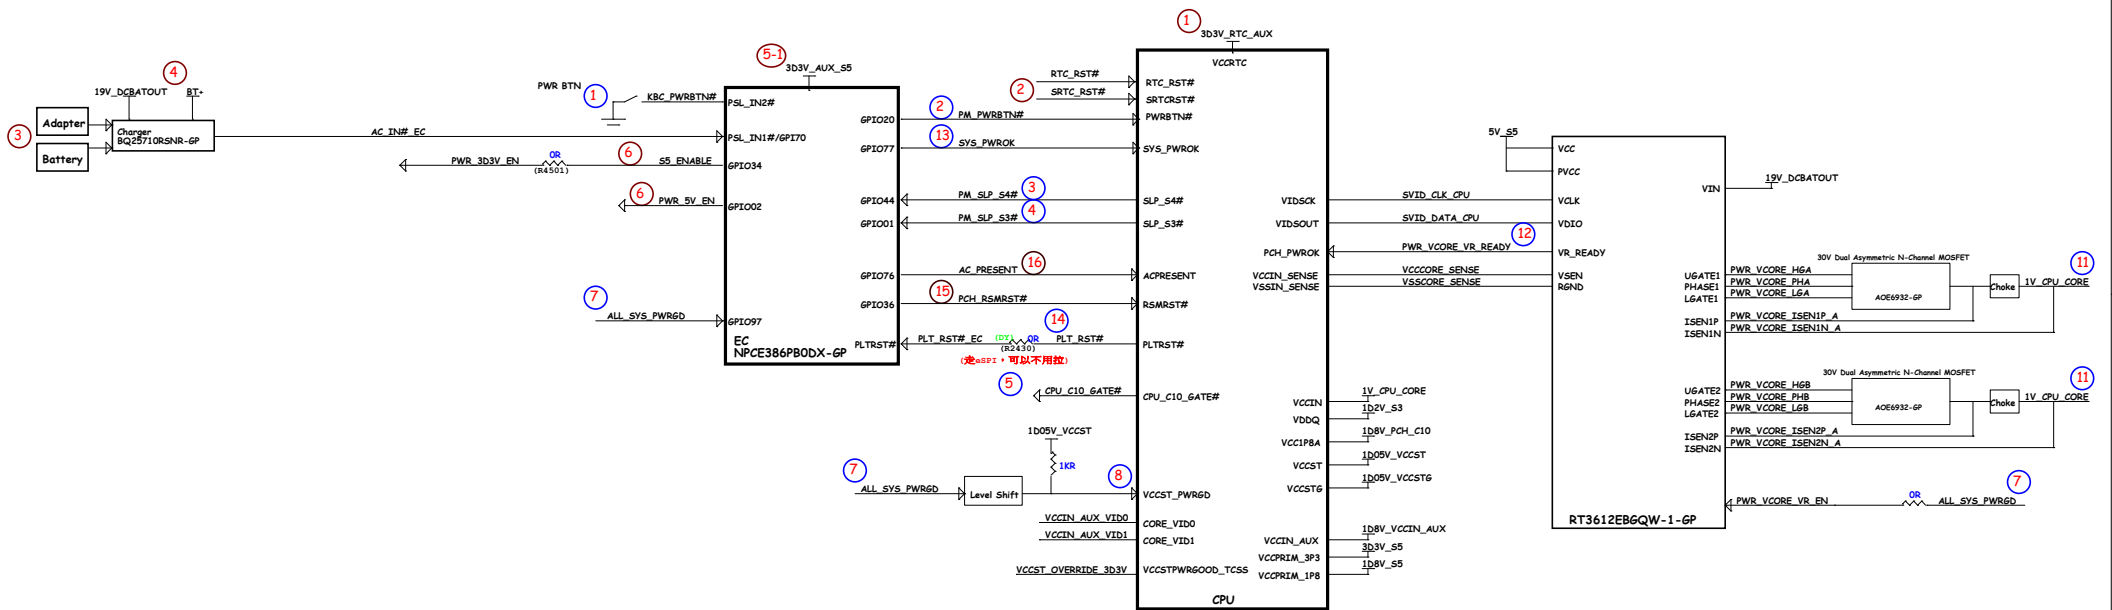 1
3D3V_RTC_AUX
VCCRTC
5-1
3D3V_AUX_S5
4
19V_DCBATOUT
BT+
3
Adapter
Battery
Charger
BQ25710RSNR-GP
AC_IN#_EC
PWR BTN
1
KBC_PWRBTN#
PSL_IN2#
PSL_IN1#/GPI70
PWR_3D3V_EN
0R
(R4501)
6
S5_ENABLE
GPIO34
6
PWR_5V_EN
GPIO02
7
ALL_SYS_PWRGD
GPIO97
EC
NPCE386PB0DX-GP
GPIO20
GPIO77
GPIO44
GPIO01
GPIO76
GPIO36
PLTRST#
2
RTC_RST#
SRTC_RST#
2
PM_PWRBTN#
13
SYS_PWROK
PM_SLP_S4#
3
PM_SLP_S3#
4
AC_PRESENT
16
15
PCH_RSMRST#
14
PLT_RST#_EC
(DY)
0R
(R2430)
PLT_RST#
(走eSPI，可以不用拉)
5
CPU_C10_GATE#
1D05V_VCCST
1KR
7
ALL_SYS_PWRGD
Level Shift
8
VCCIN_AUX_VID0
VCCIN_AUX_VID1
VCCST_OVERRIDE_3D3V
RTC_RST#
SRTCRST#
PWRBTN#
SYS_PWROK
SLP_S4#
SLP_S3#
ACPRESENT
RSMRST#
PLTRST#
CPU_C10_GATE#
VCCST_PWRGD
CORE_VID0
CORE_VID1
VCCSTPWRGOOD_TCSS
VIDSCK
VIDSOUT
PCH_PWROK
VCCIN_SENSE
VSSIN_SENSE
VCCIN
VDDQ
VCC1P8A
VCCST
VCCSTG
VCCIN_AUX
VCCPRIM_3P3
VCCPRIM_1P8
CPU
SVID_CLK_CPU
SVID_DATA_CPU
12
PWR_VCORE_VR_READY
VCCCORE_SENSE
VSSCORE_SENSE
1V_CPU_CORE
1D2V_S3
1D8V_PCH_C10
1D05V_VCCST
1D05V_VCCSTG
1D8V_VCCIN_AUX
3D3V_S5
1D8V_S5
5V_S5
VCC
PVCC
VCLK
VDIO
VR_READY
VSEN
RGND
VIN
19V_DCBATOUT
UGATE1
PHASE1
LGATE1
ISEN1P
ISEN1N
UGATE2
PHASE2
LGATE2
ISEN2P
ISEN2N
RT3612EBGQW-1-GP
PWR_VCORE_HGA
PWR_VCORE_PHA
PWR_VCORE_LGA
30V Dual Asymmetric N-Channel MOSFET
AOE6932-GP
Choke
11
1V_CPU_CORE
PWR_VCORE_ISEN1P_A
PWR_VCORE_ISEN1N_A
PWR_VCORE_HGB
PWR_VCORE_PHB
PWR_VCORE_LGB
30V Dual Asymmetric N-Channel MOSFET
AOE6932-GP
Choke
11
1V_CPU_CORE
PWR_VCORE_ISEN2P_A
PWR_VCORE_ISEN2N_A
7
PWR_VCORE_VR_EN
0R
ALL_SYS_PWRGD